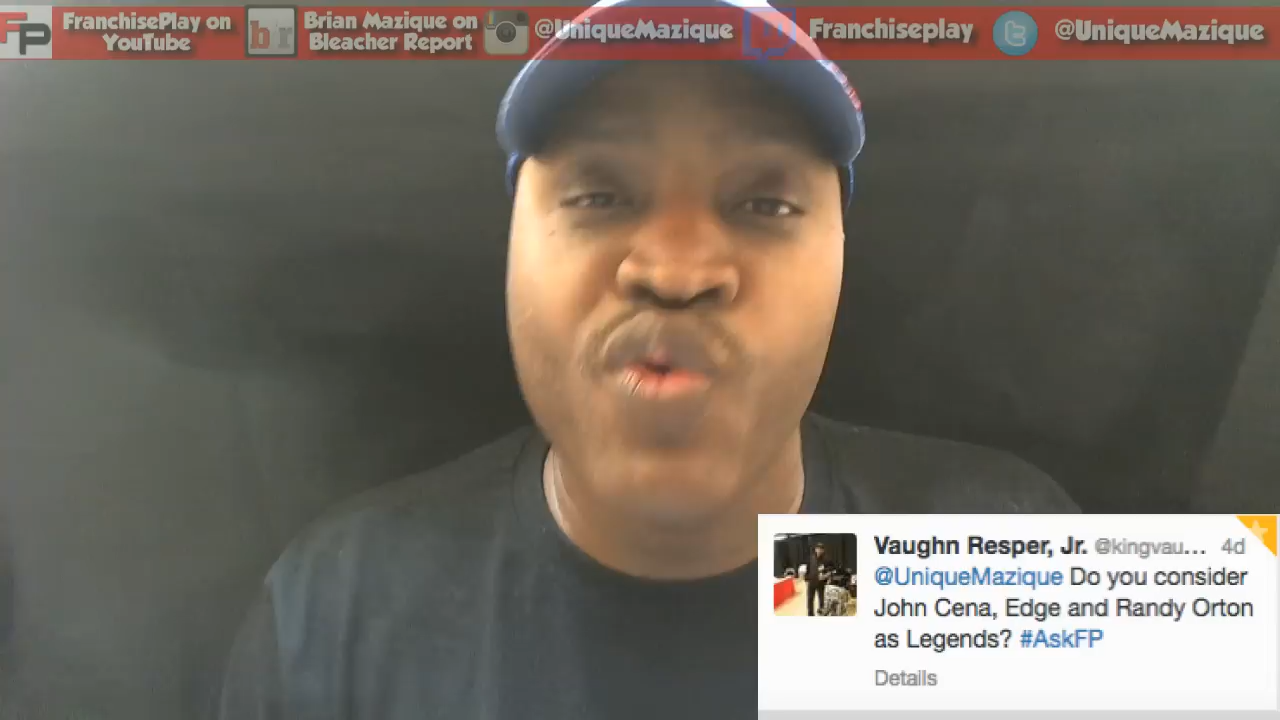 FP
FranchisePlay on
YouTube
br
Brian Mazique on
Bleacher Report
@UniqueMazique
Franchiseplay
@UniqueMazique
Vaughn Resper, Jr. @kingvau... 4d
@UniqueMazique Do you consider
John Cena, Edge and Randy Orton
as Legends? #AskFP
Details